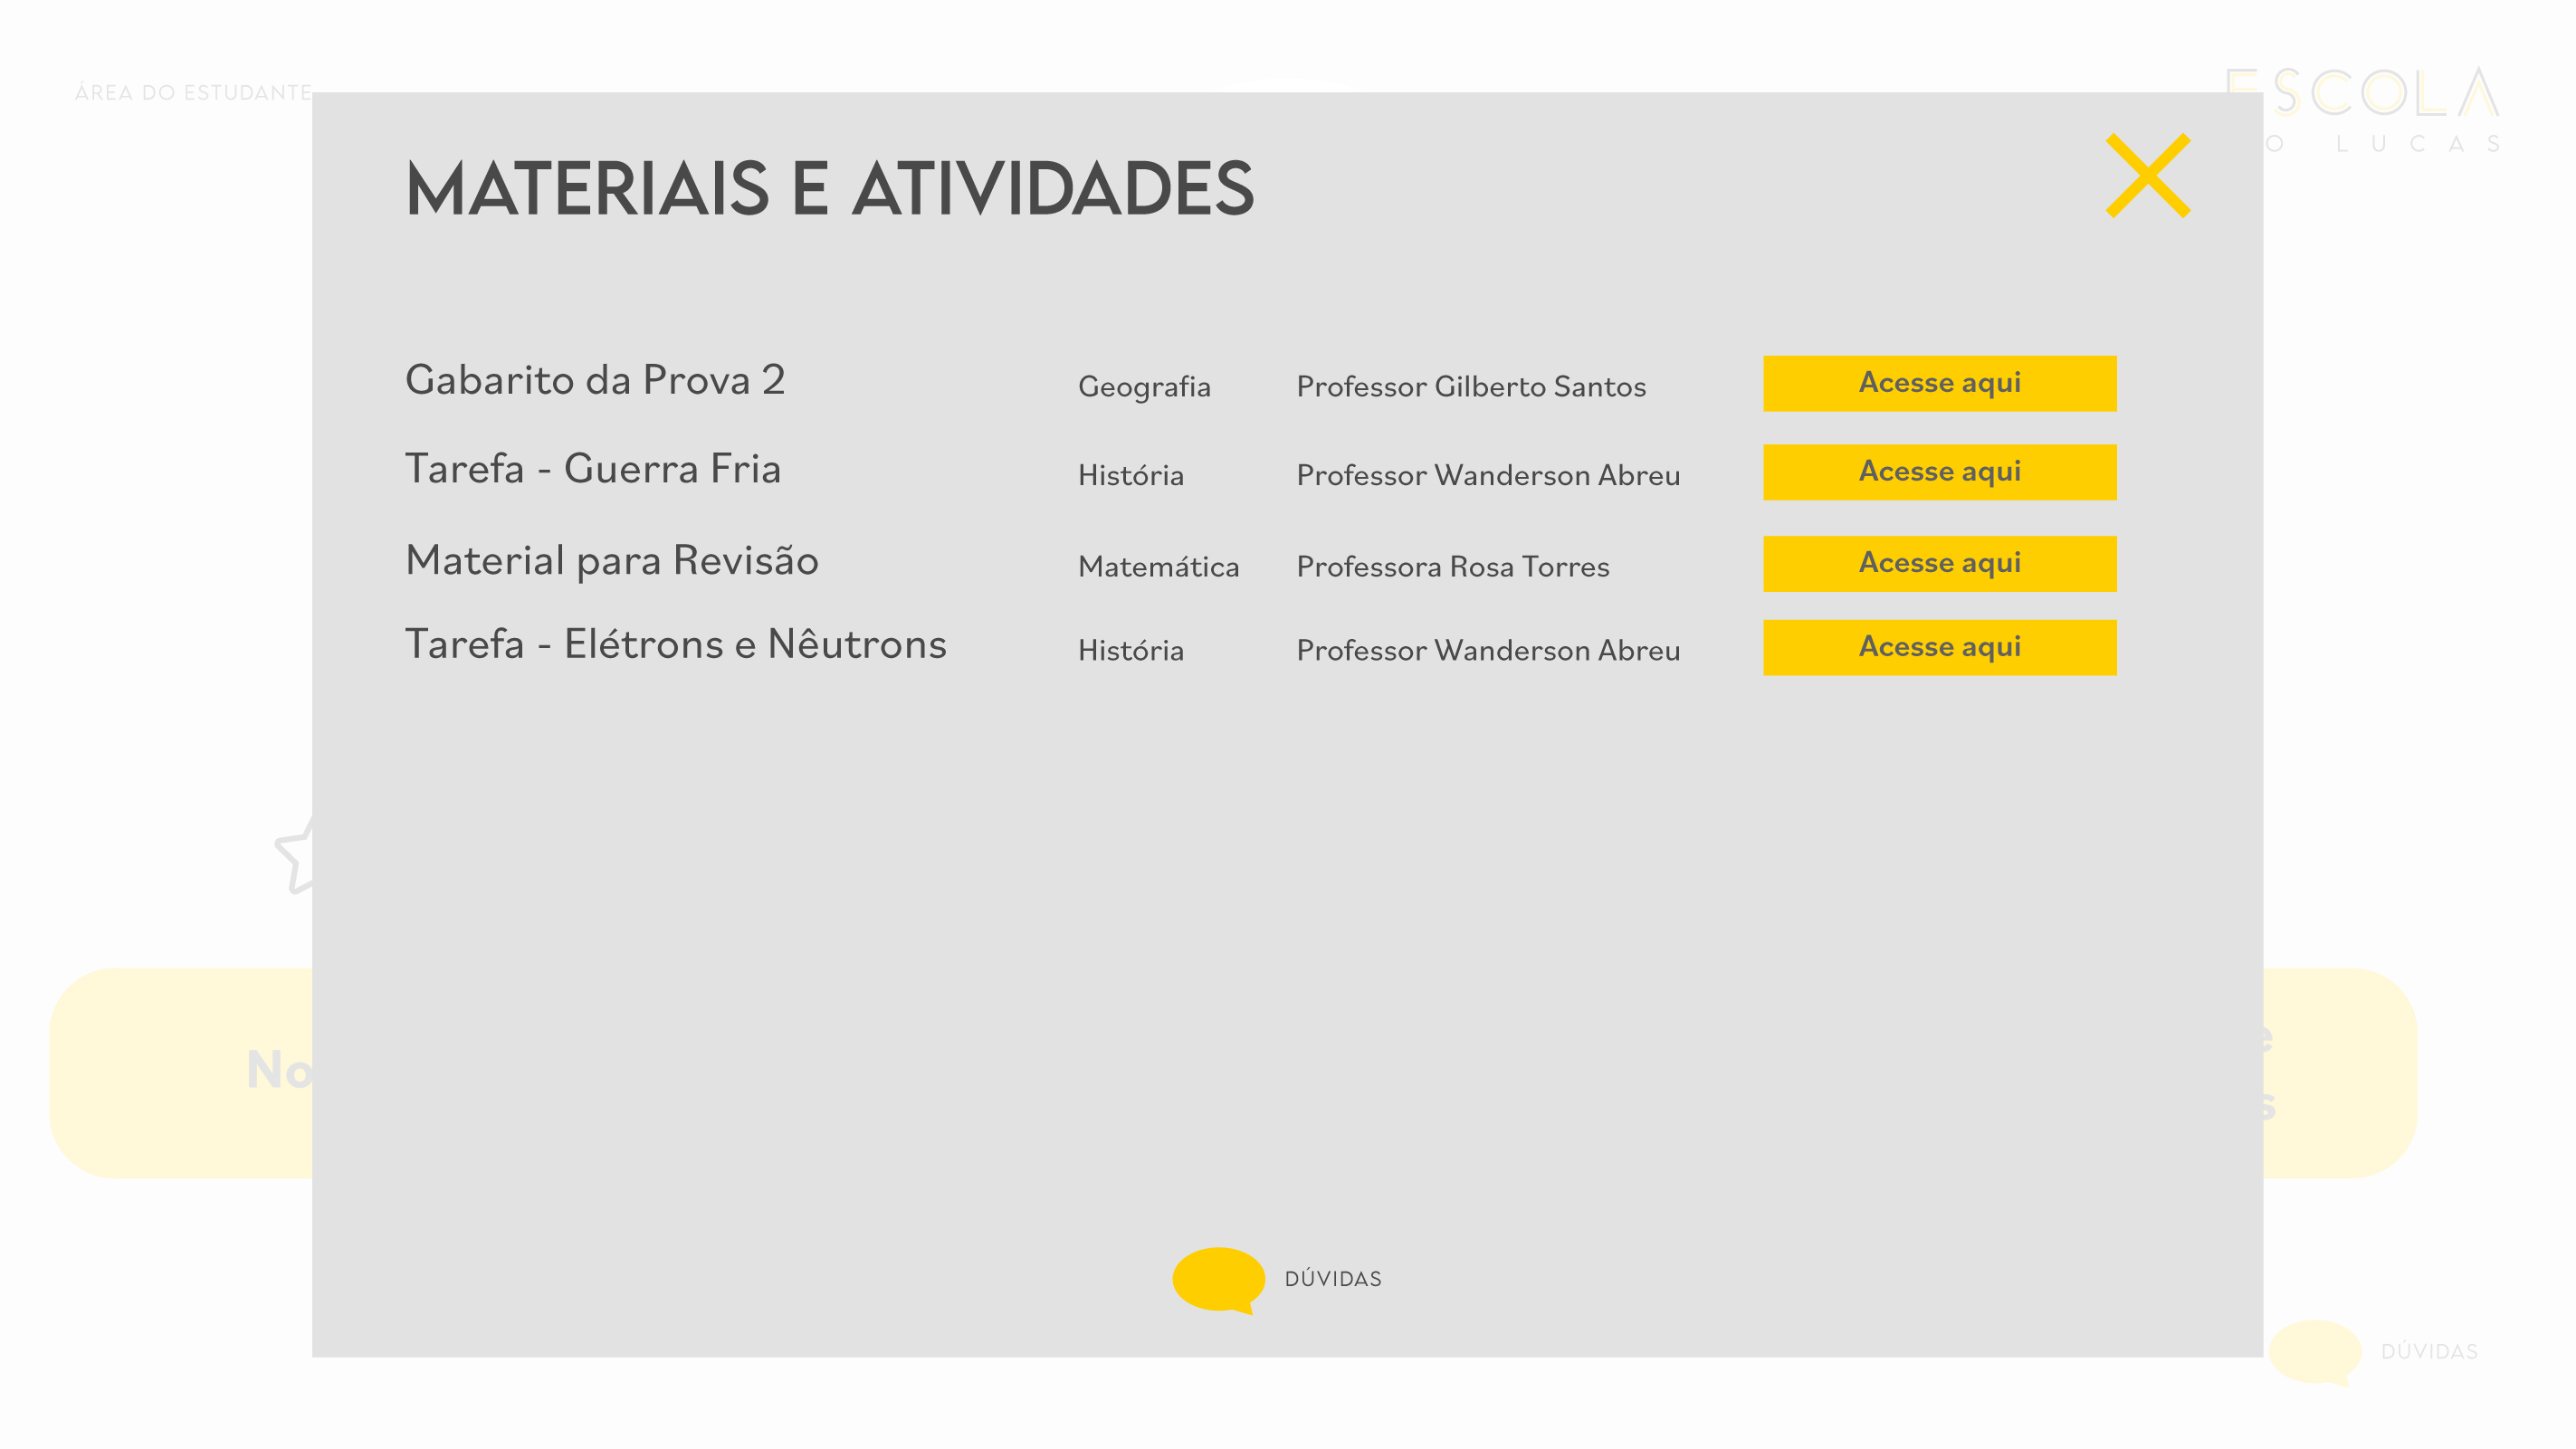 ÁREA DO ESTUDANTE
ESCOLA
O LUCAS
MATERIAIS E ATIVIDADES
Gabarito da Prova 2 Geografia Professor Gilberto Santos Acesse aqui
Tarefa - Guerra Fria História Professor Wanderson Abreu Acesse aqui
Material para Revisão Matemática Professora Rosa Torres Acesse aqui
Tarefa - Elétrons e Nêutrons História Professor Wanderson Abreu Acesse aqui
No
e
s
DÚVIDAS
DÚVIDAS